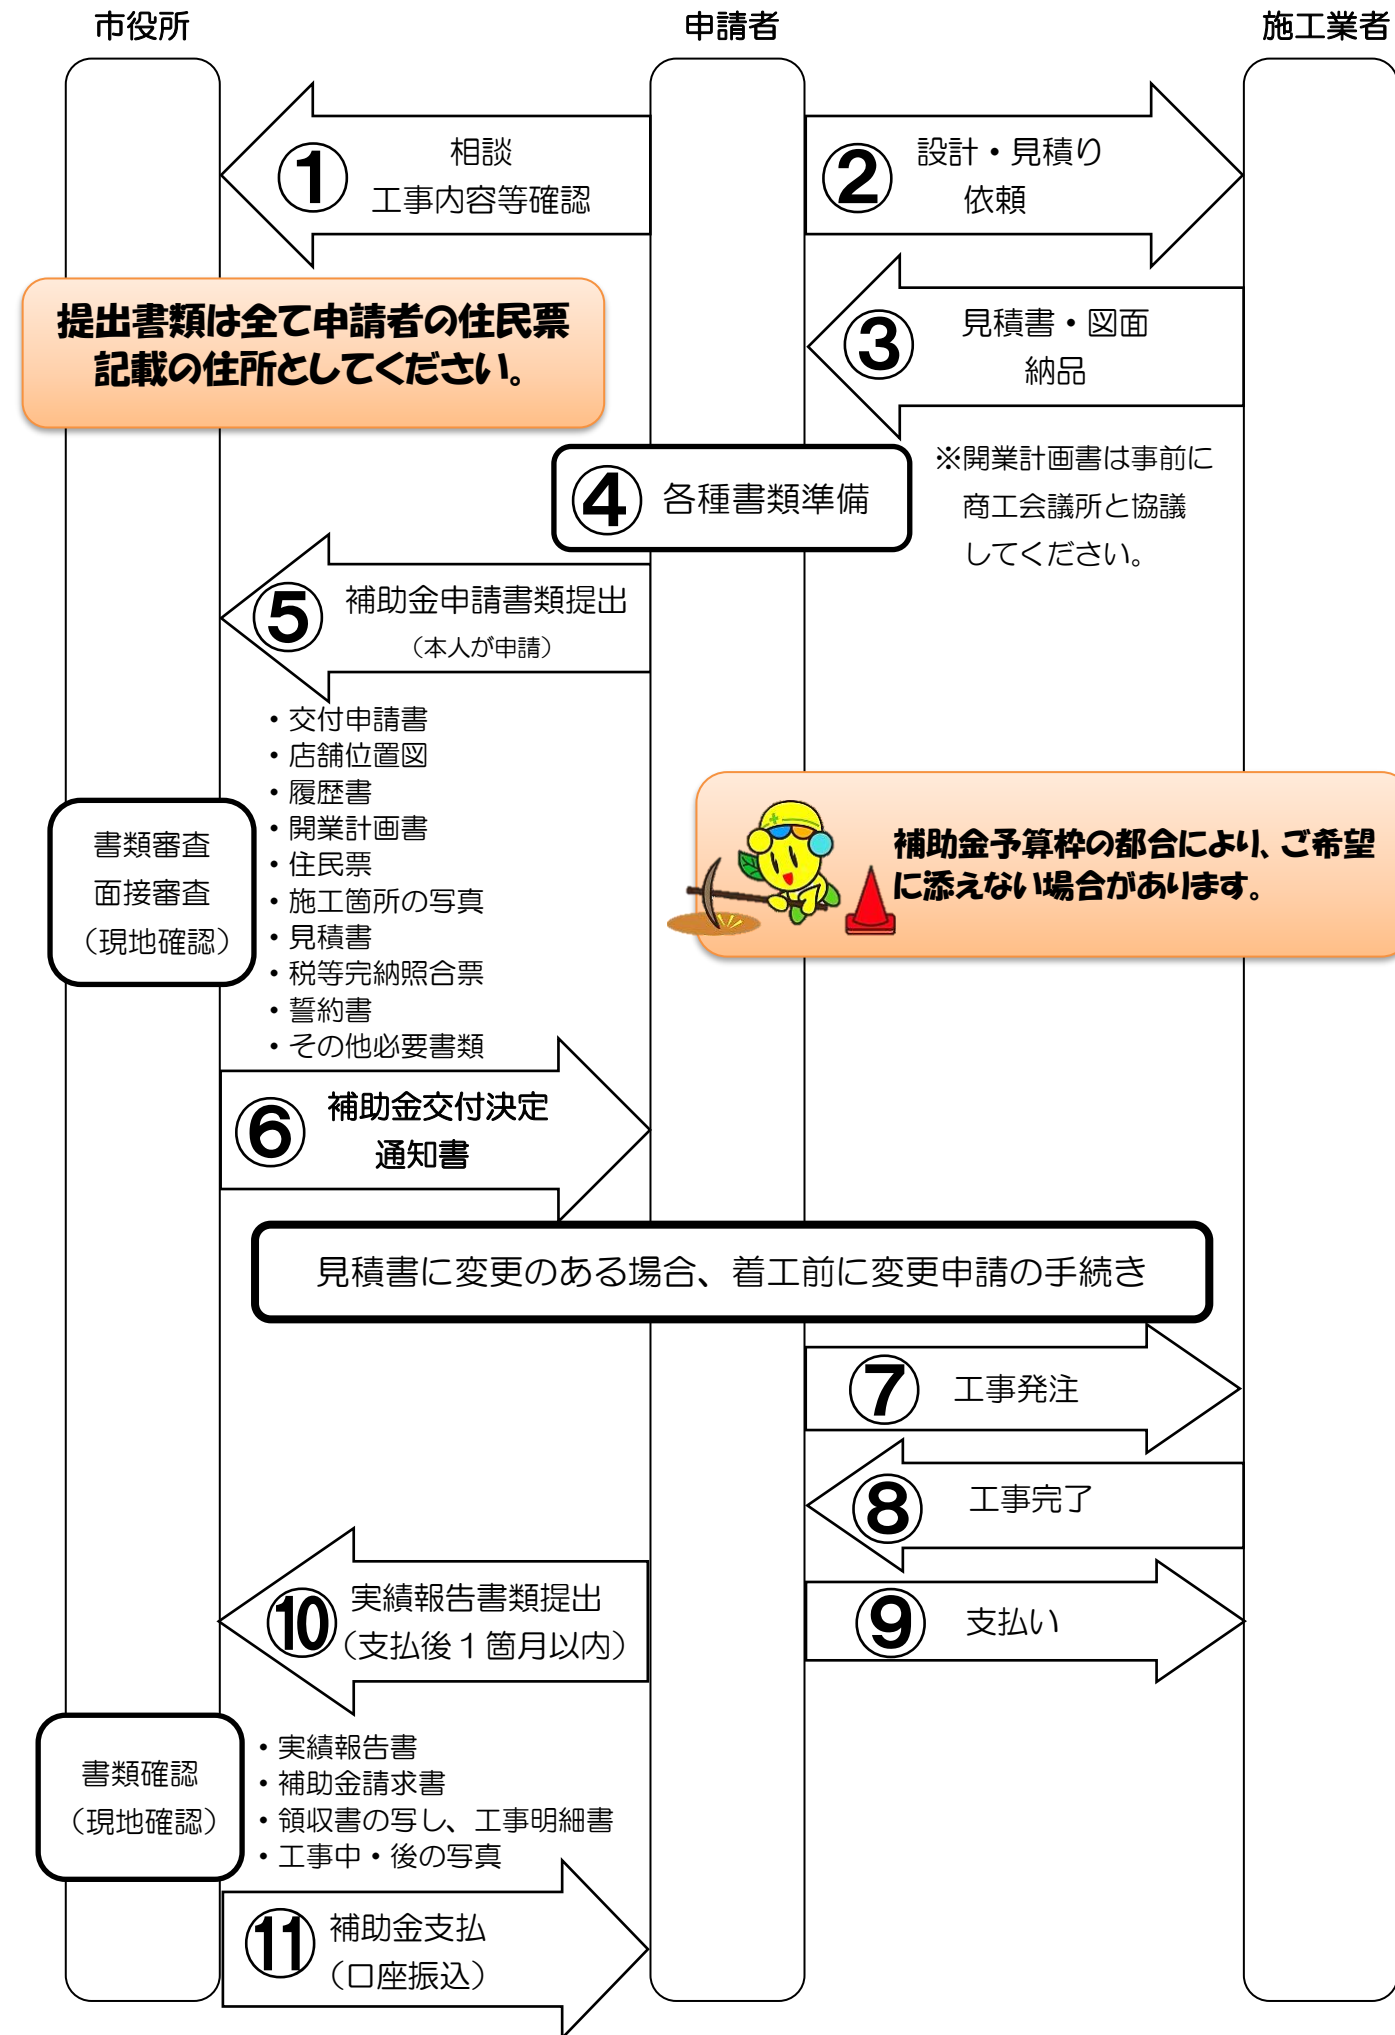 市役所
申請者
施工業者
①
相談
工事内容等確認
②
設計・見積り
依頼
提出書類は全て申請者の住民票
記載の住所としてください。
③
見積書・図面
納品
④ 各種書類準備
※開業計画書は事前に
商工会議所と協議
してください。
⑤
補助金申請書類提出
（本人が申請）
・交付申請書
・店舗位置図
・履歴書
・開業計画書
・住民票
・施工箇所の写真
・見積書
・税等完納照合票
・誓約書
・その他必要書類
書類審査
面接審査
（現地確認）
補助金予算枠の都合により、ご希望
に添えない場合があります。
⑥
補助金交付決定
通知書
見積書に変更のある場合、着工前に変更申請の手続き
⑦ 工事発注
⑧ 工事完了
⑨ 支払い
⑩
実績報告書類提出
（支払後１箇月以内）
書類確認
（現地確認）
・実績報告書
・補助金請求書
・領収書の写し、工事明細書
・工事中・後の写真
⑪
補助金支払
（口座振込）